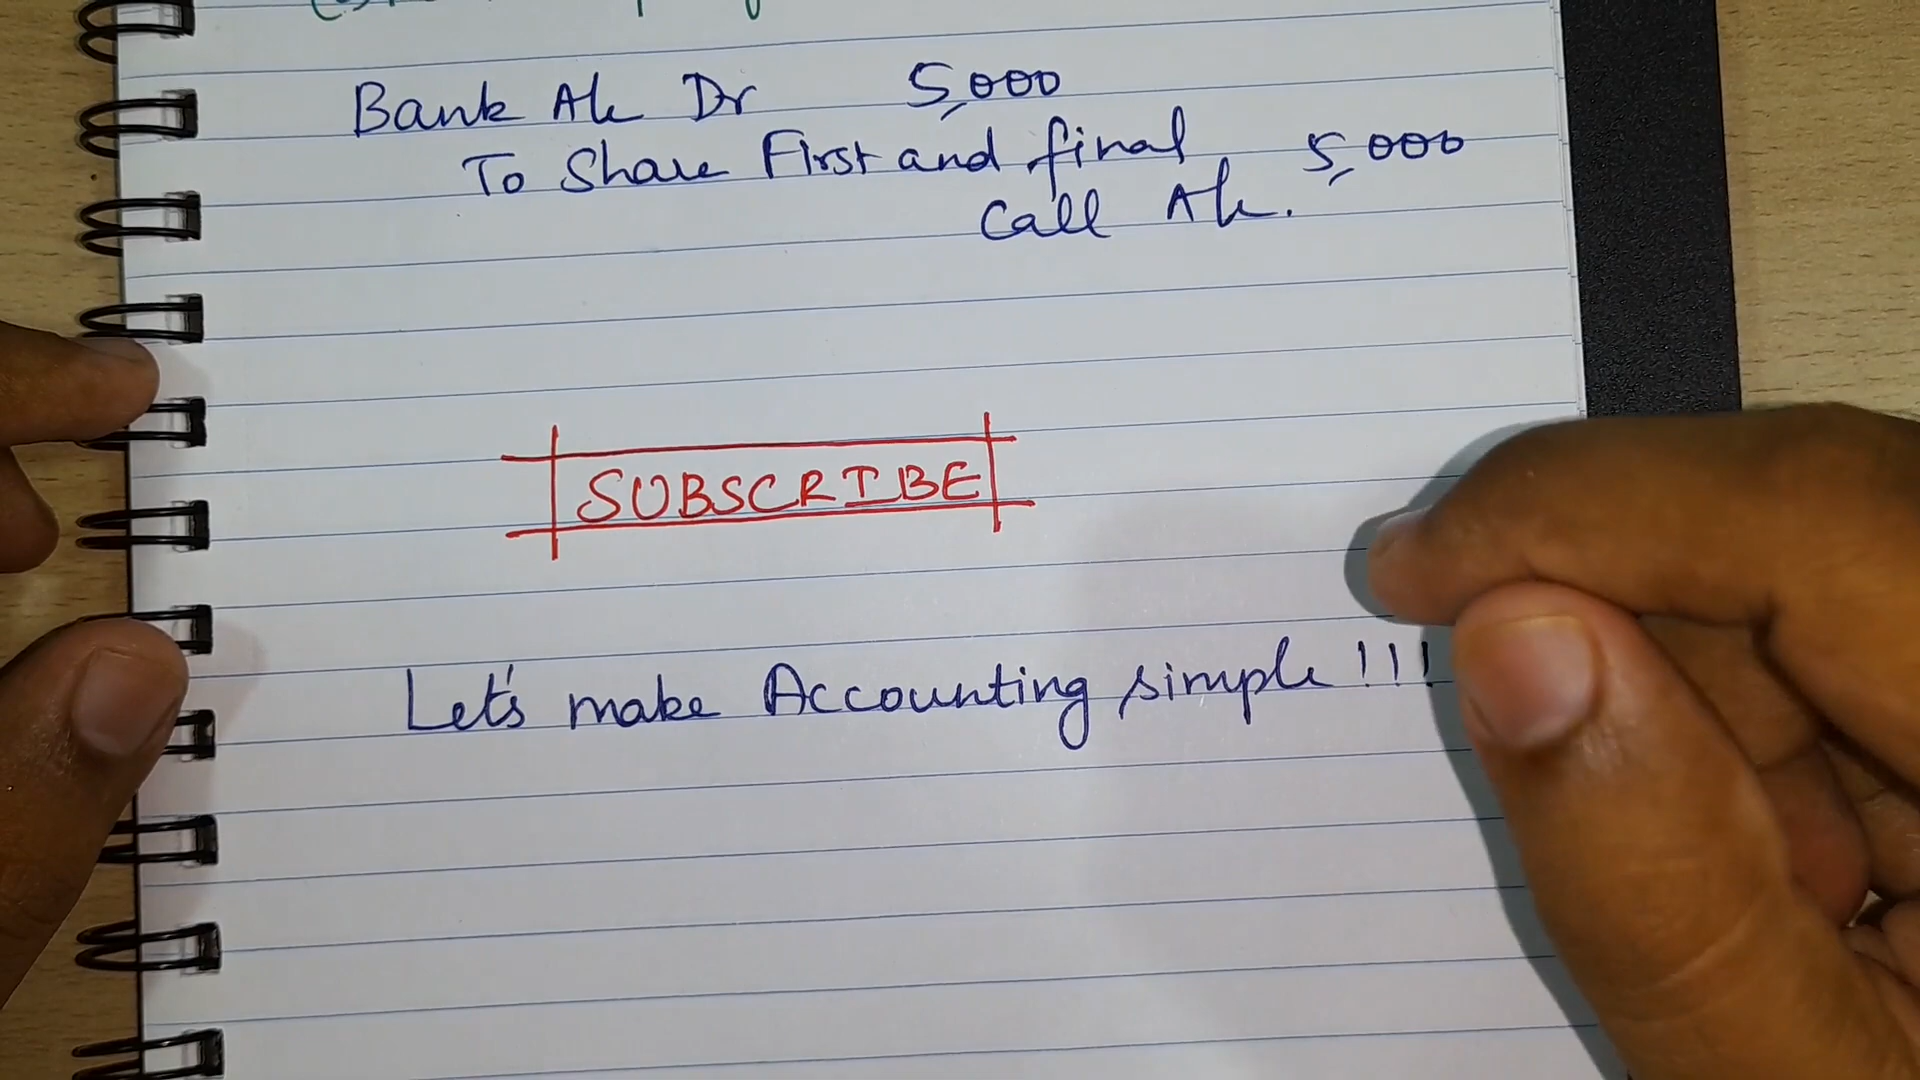 Bank A/c Dr 5,000
To Share First and final 5,000
Call A/c.
SUBSCRIBE
Let's make Accounting simple!!!